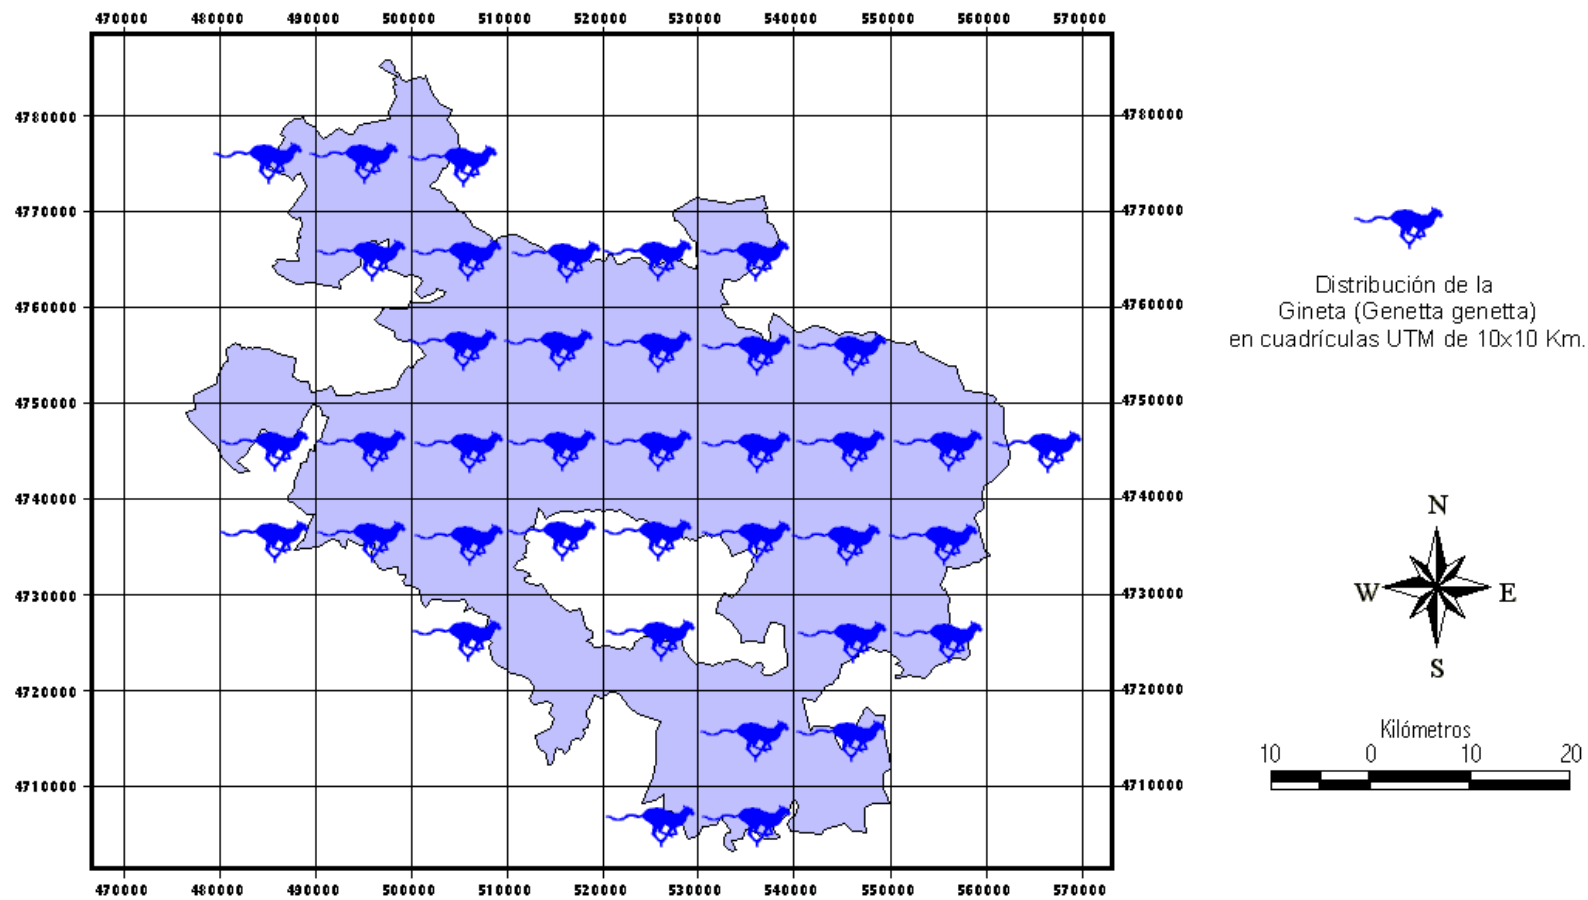 470000 480000 490000 500000 510000 520000 530000 540000 550000 560000 570000
4780000 4780000
4770000 4770000
4760000 4760000
4750000 4750000
4740000 4740000
4730000 4730000
4720000 4720000
4710000 4710000
470000 480000 490000 500000 510000 520000 530000 540000 550000 560000 570000
Distribución de la
Gineta (Genetta genetta)
en cuadrículas UTM de 10x10 Km.
N
W E
S
Kilómetros
10 0 10 20